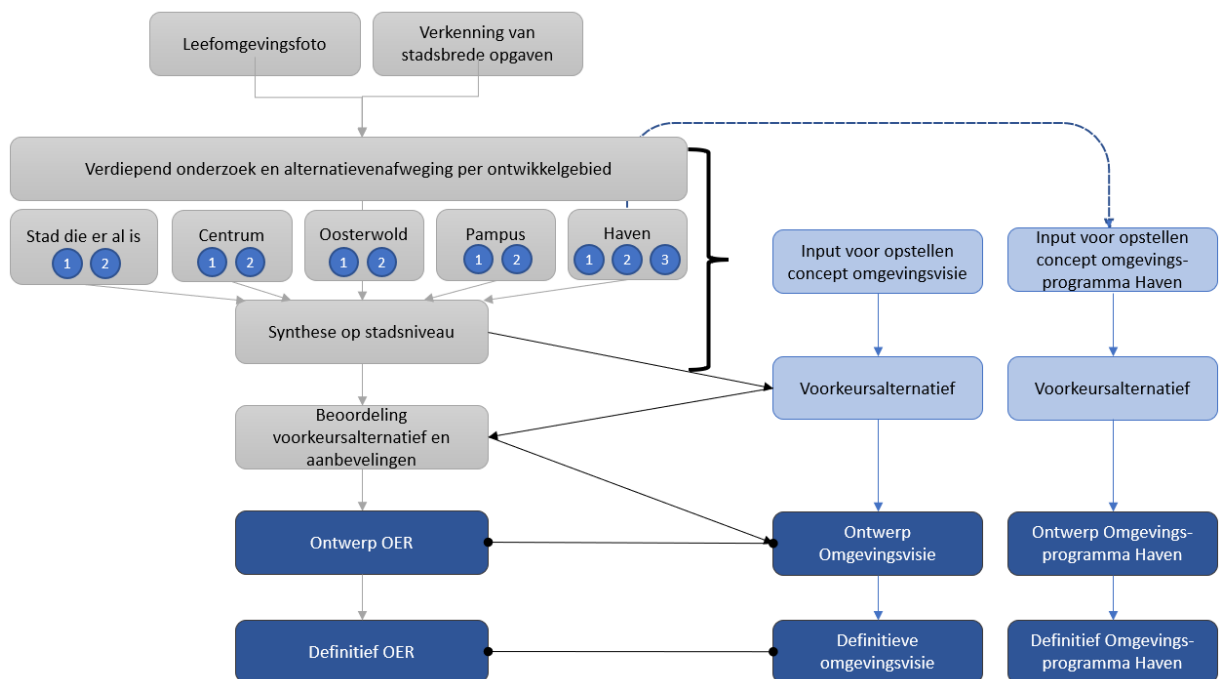 Leefomgevingsfoto
Verkenning van
stadsbrede opgaven
Verdiepend onderzoek en alternatievenafweging per ontwikkelgebied
Stad die er al is
1 2
Centrum
1 2
Oosterwold
1 2
Pampus
1 2
Haven
1 2 3
Input voor opstellen
concept omgevingsvisie
Input voor opstellen
concept omgevings-
programma Haven
Synthese op stadsniveau
Voorkeursalternatief
Voorkeursalternatief
Beoordeling
voorkeursalternatief en
aanbevelingen
Ontwerp OER
Ontwerp
Omgevingsvisie
Ontwerp Omgevings-
programma Haven
Definitief OER
Definitieve
omgevingsvisie
Definitief Omgevings-
programma Haven